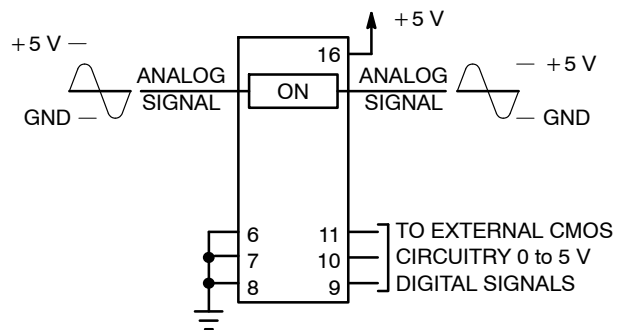 +5 V
16
+5 V —
ANALOG
SIGNAL
ON
ANALOG
SIGNAL
— +5 V
GND —
— GND
6
11
TO EXTERNAL CMOS
7
10
CIRCUITRY 0 to 5 V
8
9
DIGITAL SIGNALS